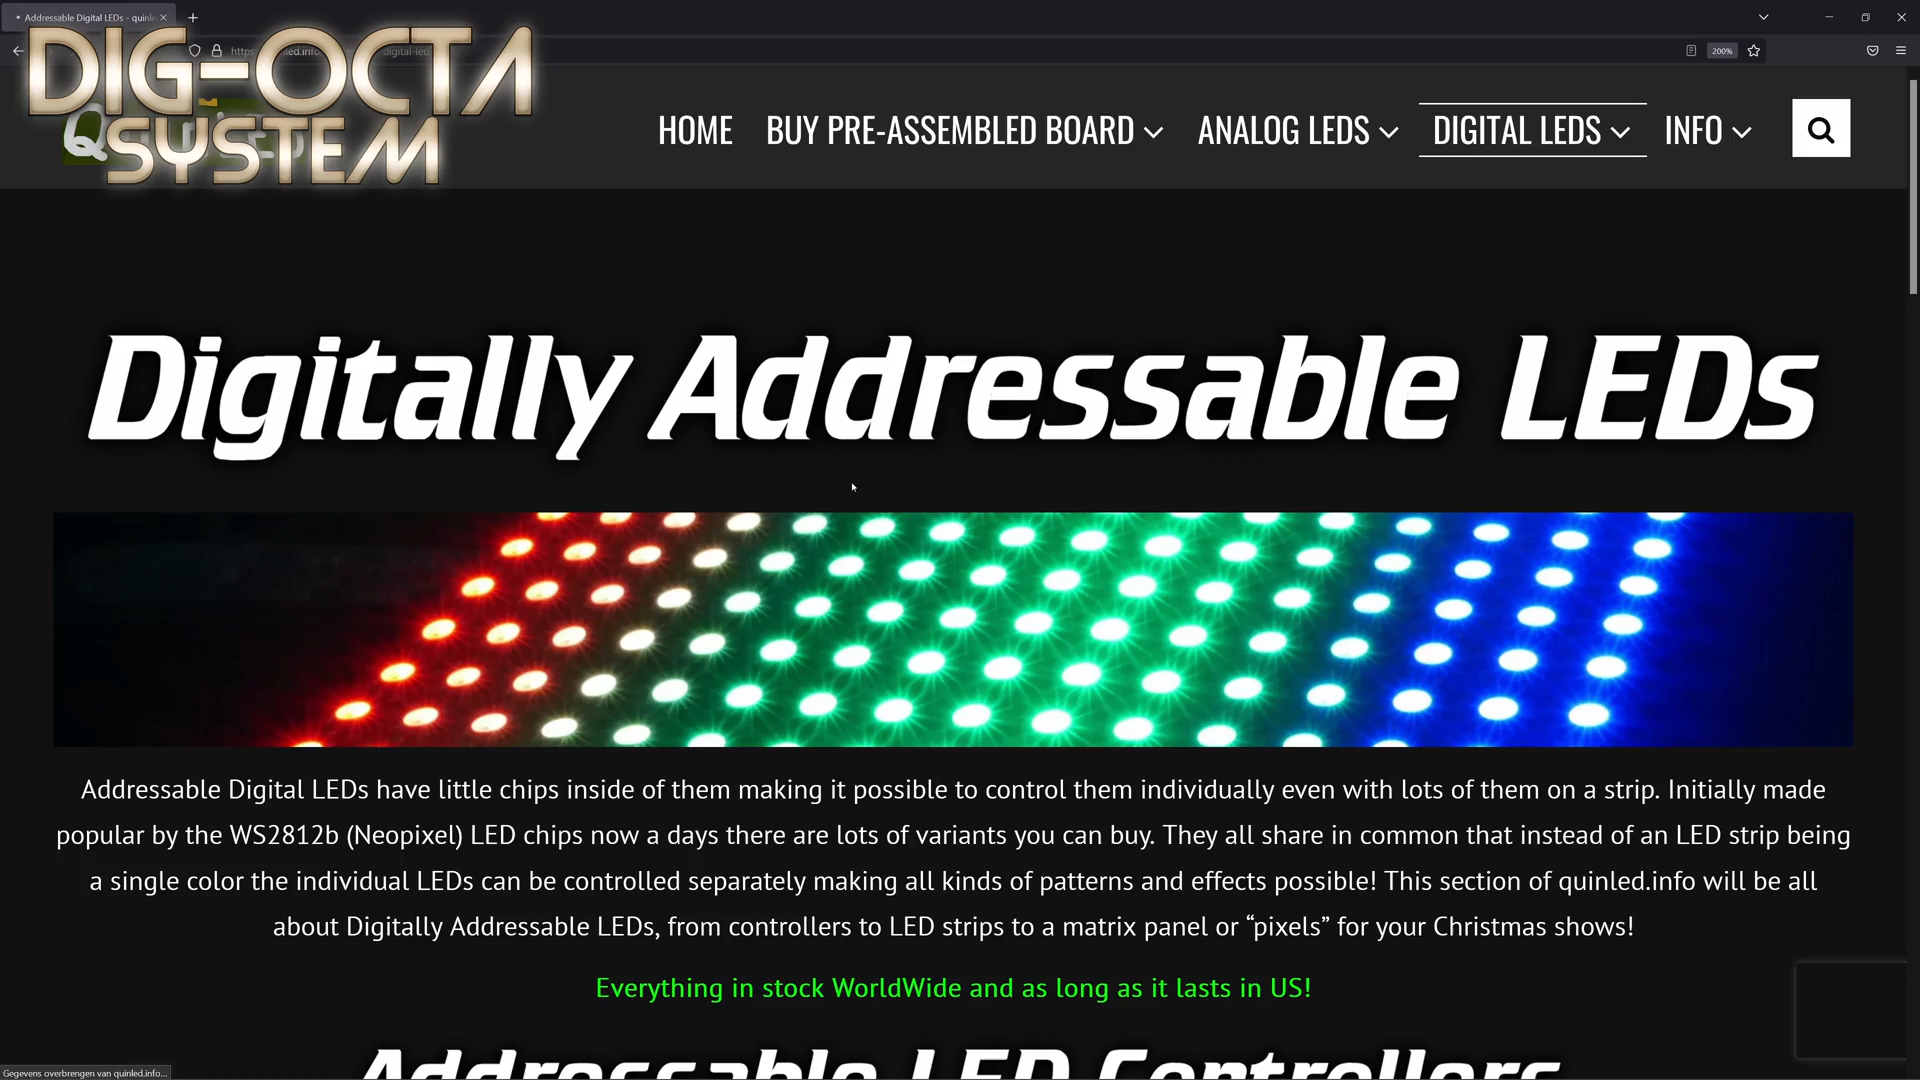 Addressable Digital LEDs - quinle
DIG-OCTA
SYSTEM
200%
HOME
BUY PRE-ASSEMBLED BOARD
ANALOG LEDS
DIGITAL LEDS
INFO
Digitally Addressable LEDs
Addressable Digital LEDs have little chips inside of them making it possible to control them individually even with lots of them on a strip. Initially made
popular by the WS2812b (Neopixel) LED chips now a days there are lots of variants you can buy. They all share in common that instead of an LED strip being
a single color the individual LEDs can be controlled separately making all kinds of patterns and effects possible! This section of quinled.info will be all
about Digitally Addressable LEDs, from controllers to LED strips to a matrix panel or “pixels” for your Christmas shows!
Everything in stock WorldWide and as long as it lasts in US!
Addressable LED Controllers
Gegevens overbrengen van quinled.info...